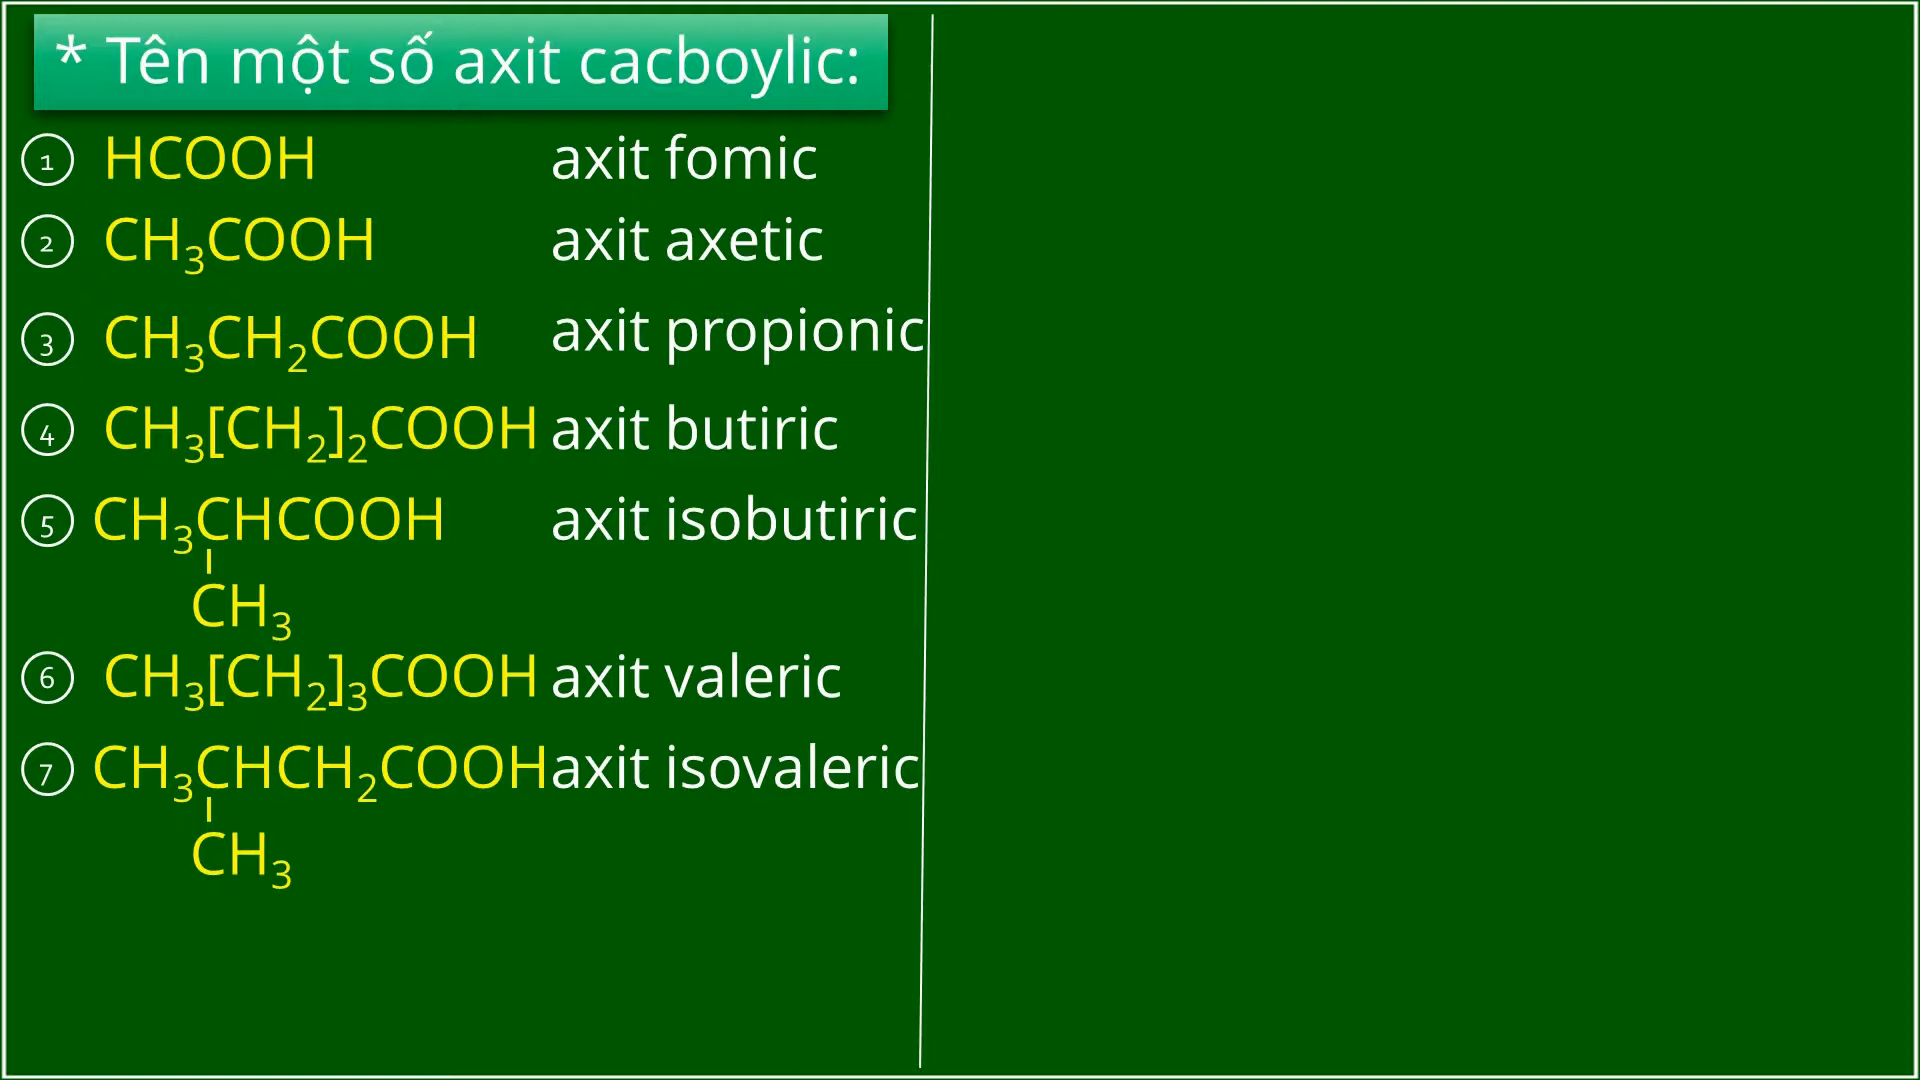 * Tên một số axit cacboylic:
① HCOOH axit fomic
② CH₃COOH axit axetic
③ CH₃CH₂COOH axit propionic
④ CH₃[CH₂]₂COOH axit butiric
⑤ CH₃CHCOOH axit isobutiric
CH₃
⑥ CH₃[CH₂]₃COOH axit valeric
⑦ CH₃CHCH₂COOH axit isovaleric
CH₃